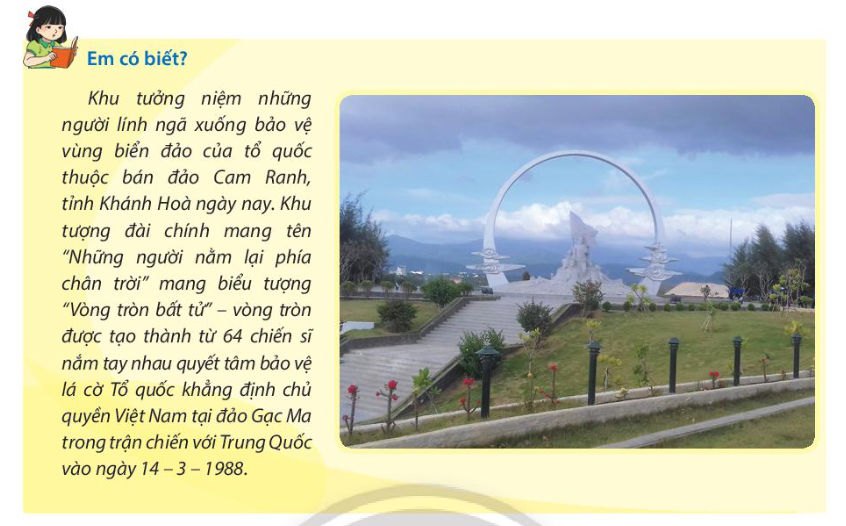 Em có biết?
Khu tưởng niệm những
người lính ngã xuống bảo vệ
vùng biển đảo của tổ quốc
thuộc bán đảo Cam Ranh,
tỉnh Khánh Hoà ngày nay. Khu
tượng đài chính mang tên
“Những người nằm lại phía
chân trời” mang biểu tượng
“Vòng tròn bất tử” – vòng tròn
được tạo thành từ 64 chiến sĩ
nắm tay nhau quyết tâm bảo vệ
lá cờ Tổ quốc khẳng định chủ
quyền Việt Nam tại đảo Gạc Ma
trong trận chiến với Trung Quốc
vào ngày 14 – 3 – 1988.